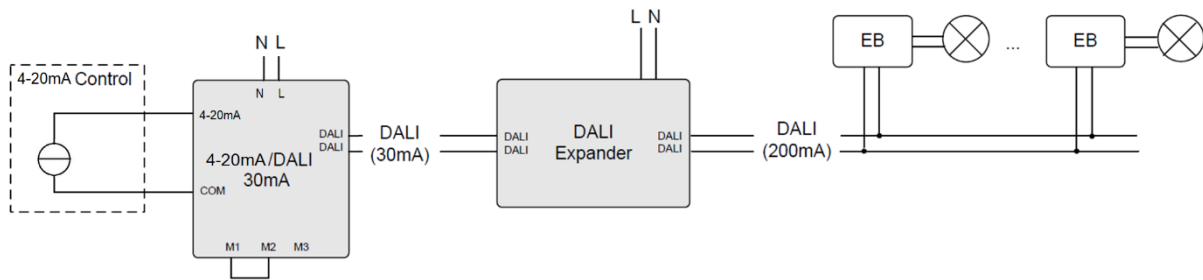 4-20mA Control
N L
N L
4-20mA
COM
4-20mA/DALI
30mA
DALI
DALI
M1 M2 M3
DALI
(30mA)
L N
DALI
DALI
DALI
Expander
DALI
DALI
DALI
(200mA)
EB
...
EB